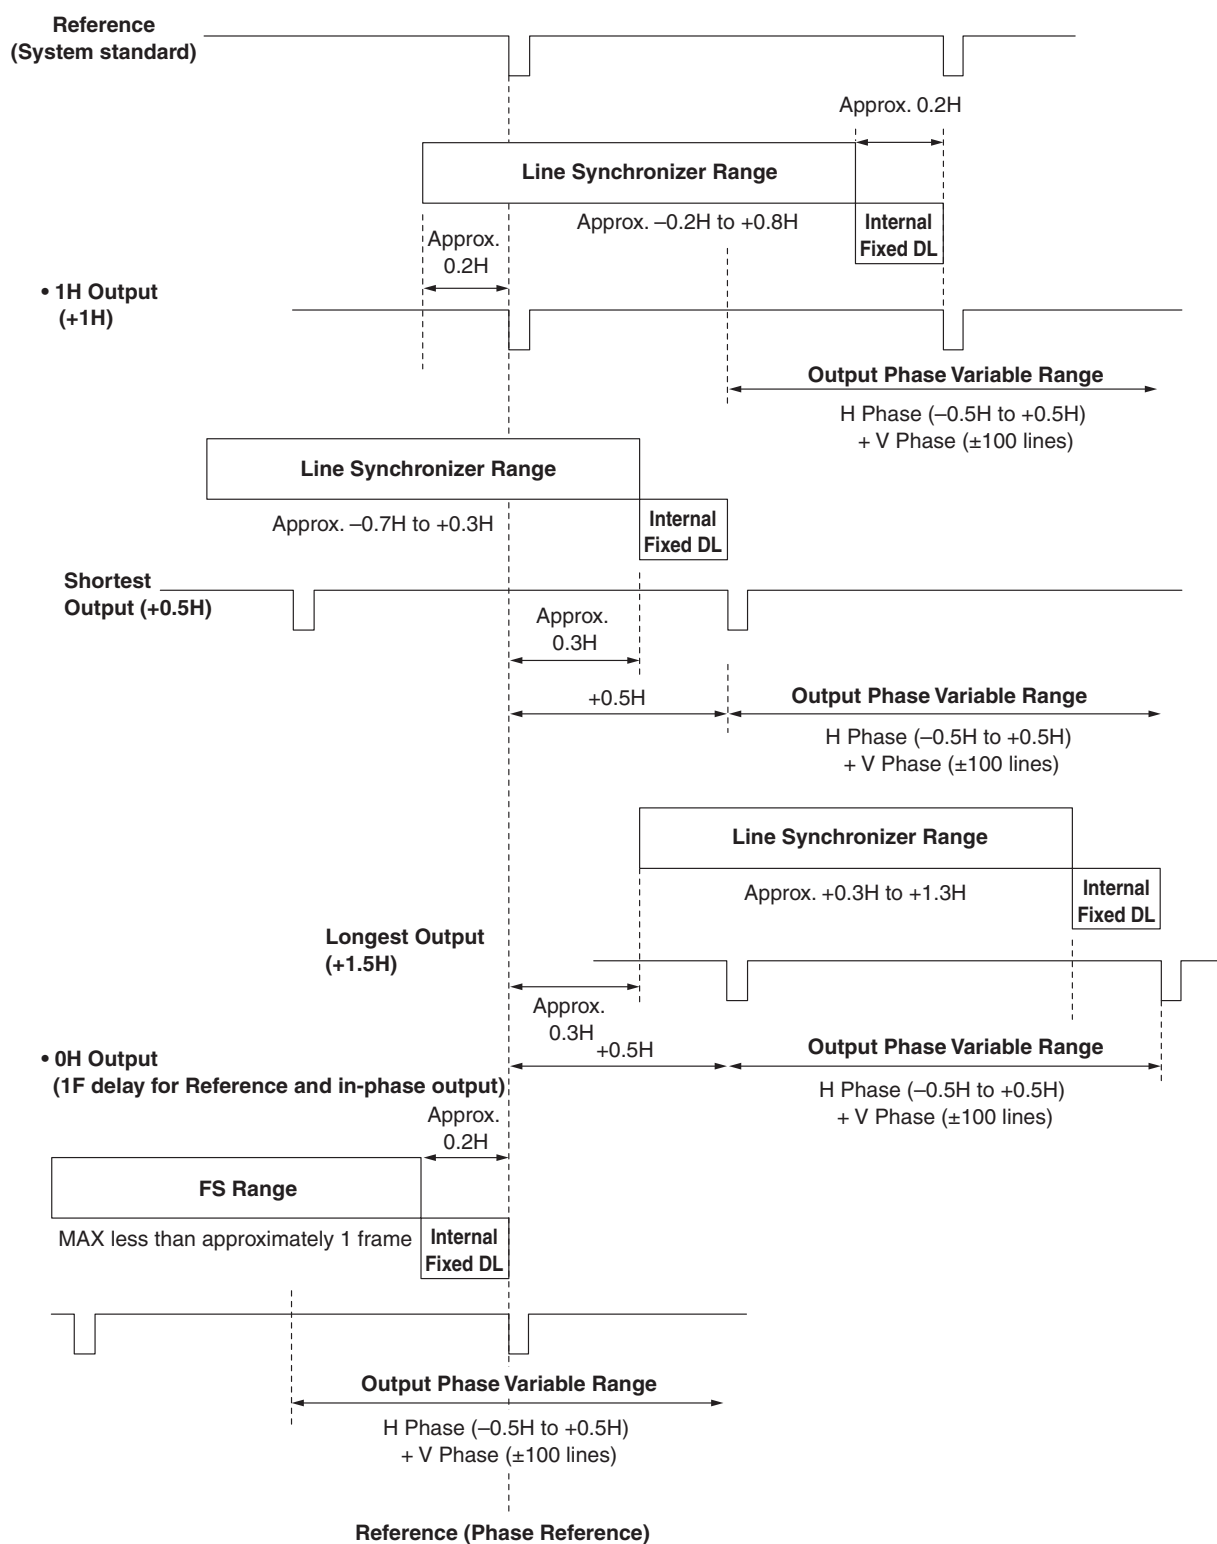 Reference
(System standard)
Approx. 0.2H
Line Synchronizer Range
Approx. –0.2H to +0.8H
Internal
Fixed DL
Approx.
0.2H
• 1H Output
(+1H)
Output Phase Variable Range
H Phase (–0.5H to +0.5H)
+ V Phase (±100 lines)
Line Synchronizer Range
Approx. –0.7H to +0.3H
Internal
Fixed DL
Shortest
Output (+0.5H)
Approx.
0.3H
+0.5H
Output Phase Variable Range
H Phase (–0.5H to +0.5H)
+ V Phase (±100 lines)
Line Synchronizer Range
Approx. +0.3H to +1.3H
Internal
Fixed DL
Longest Output
(+1.5H)
Approx.
0.3H
+0.5H
Output Phase Variable Range
H Phase (–0.5H to +0.5H)
+ V Phase (±100 lines)
• 0H Output
(1F delay for Reference and in-phase output)
Approx.
0.2H
FS Range
MAX less than approximately 1 frame
Internal
Fixed DL
Output Phase Variable Range
H Phase (–0.5H to +0.5H)
+ V Phase (±100 lines)
Reference (Phase Reference)